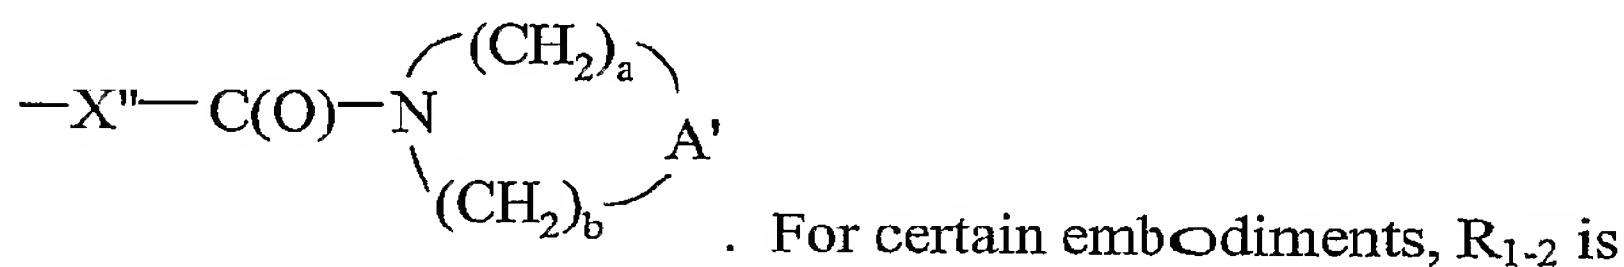 (CH₂)ₐ
—X"—C(O)—N
A'
(CH₂)b
. For certain embodiments, R₁₋₂ is